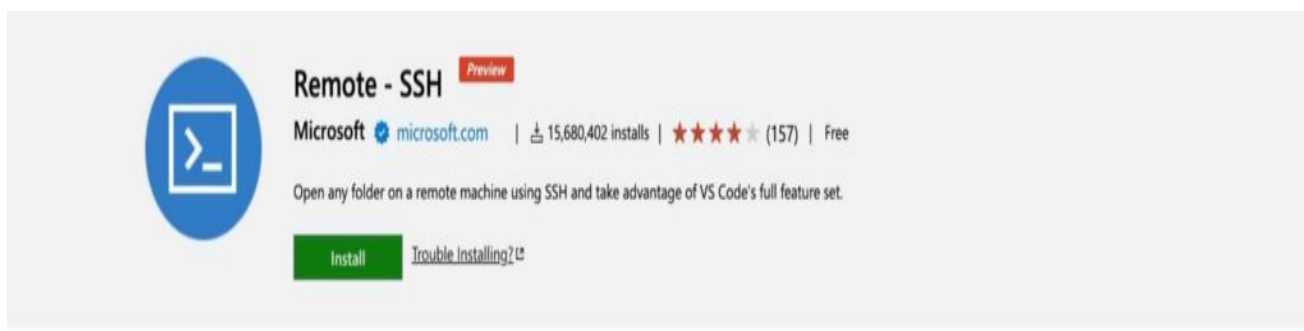 Remote - SSH Preview
Microsoft microsoft.com | 15,680,402 installs | (157) | Free
Open any folder on a remote machine using SSH and take advantage of VS Code's full feature set.
Install Trouble Installing?